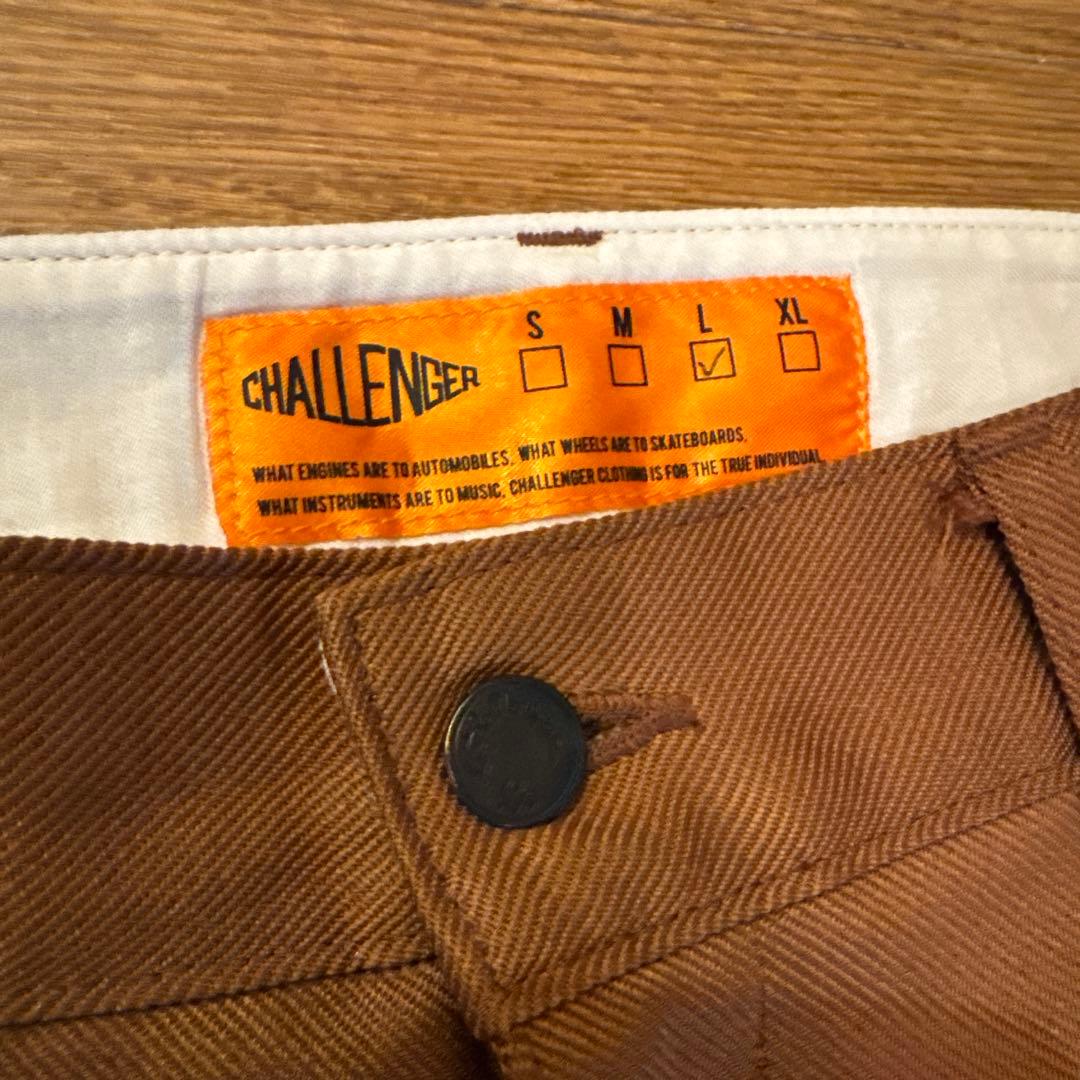 CHALLENGER
S M L XL
WHAT ENGINES ARE TO AUTOMOBILES. WHAT WHEELS ARE TO SKATEBOARDS.
WHAT INSTRUMENTS ARE TO MUSIC. CHALLENGER CLOTHING IS FOR THE TRUE INDIVIDUAL